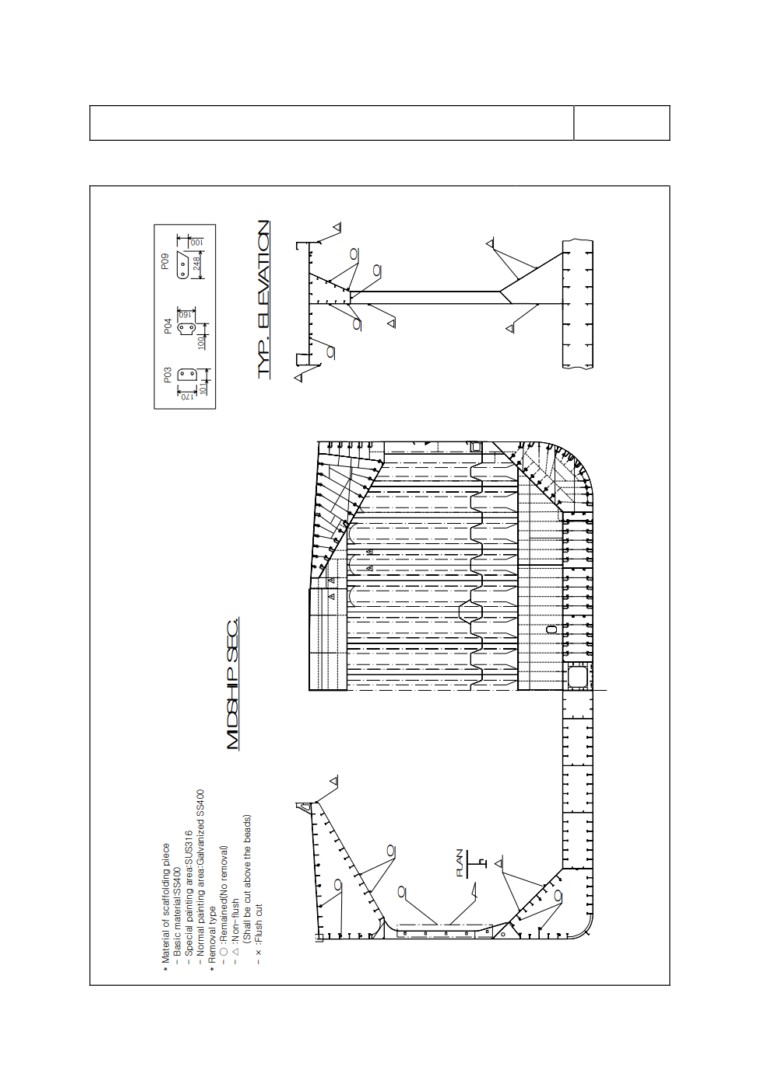 * Material of scaffolding piece
- Basic material:SS400
- Special painting area:SUS316
- Normal painting area:Galvanized SS400
* Removal type
- ○ :Remained(No removal)
- △ :Non-flush
(Shall be cut above the beads)
- × :Flush cut
MIDSHIP SEC.
PLAN
P03
170
101
P04
160
100
P09
248
100
TYP. ELEVATION